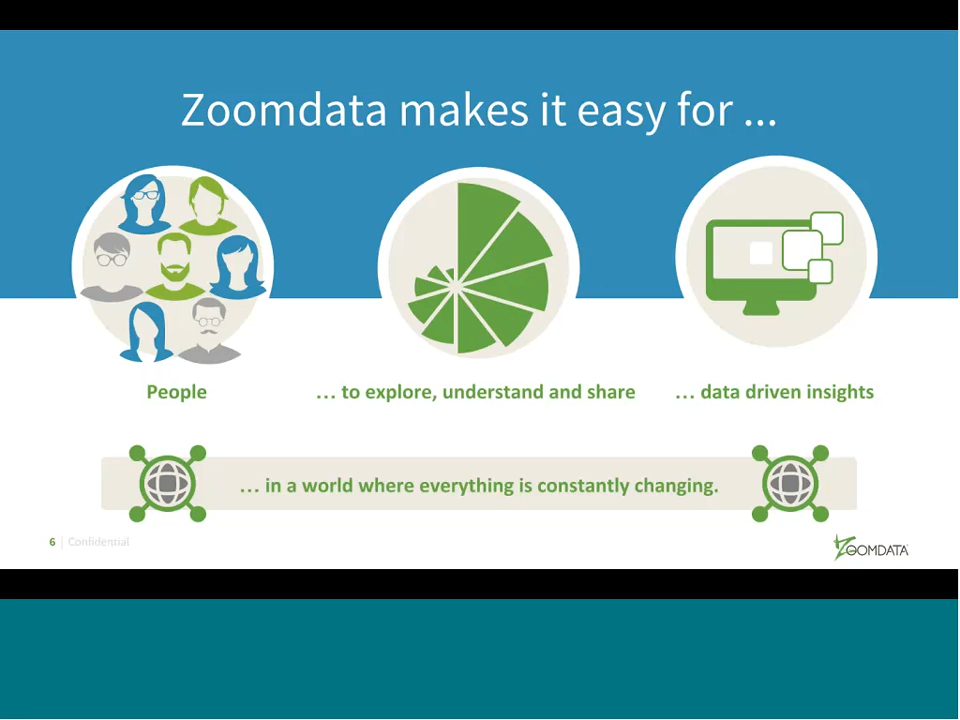 Zoomdata makes it easy for ...
People
... to explore, understand and share
... data driven insights
... in a world where everything is constantly changing.
6 | Confidential
ZOOMDATA